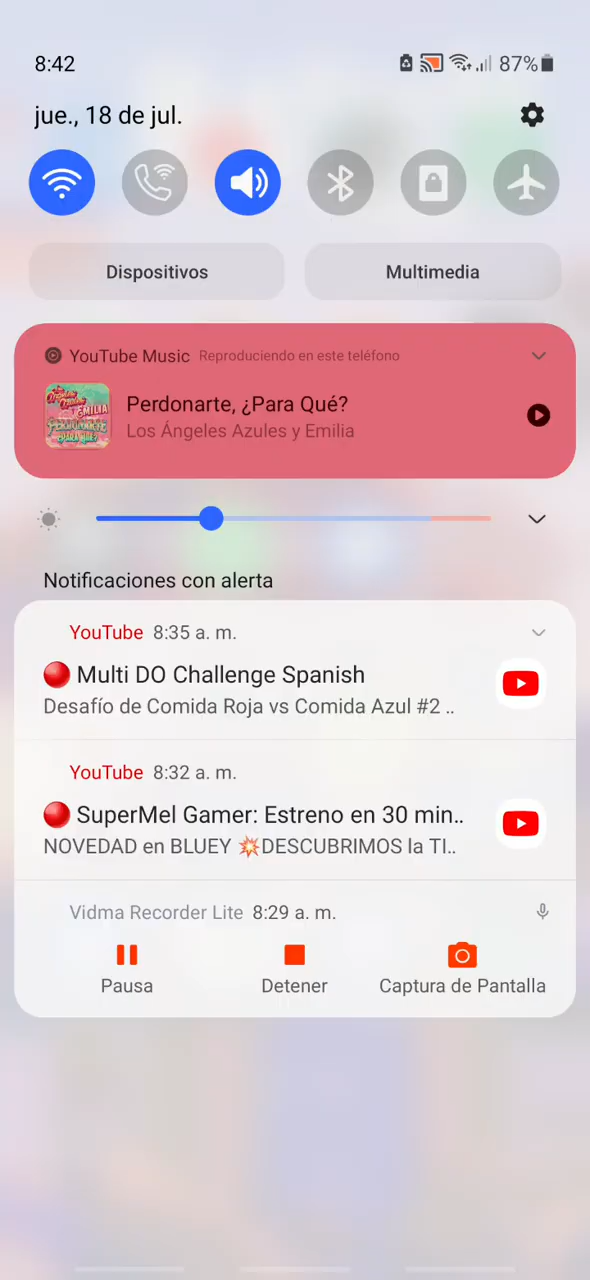 8:42
87%
jue., 18 de jul.
Dispositivos
Multimedia
YouTube Music Reproduciendo en este teléfono
EMILIA
Perdonarte, ¿Para Qué?
Los Ángeles Azules y Emilia
Notificaciones con alerta
YouTube 8:35 a. m.
🔴 Multi DO Challenge Spanish
Desafío de Comida Roja vs Comida Azul #2 ..
YouTube 8:32 a. m.
🔴 SuperMel Gamer: Estreno en 30 min..
NOVEDAD en BLUEY 💥DESCUBRIMOS la TI..
Vidma Recorder Lite 8:29 a. m.
Pausa
Detener
Captura de Pantalla